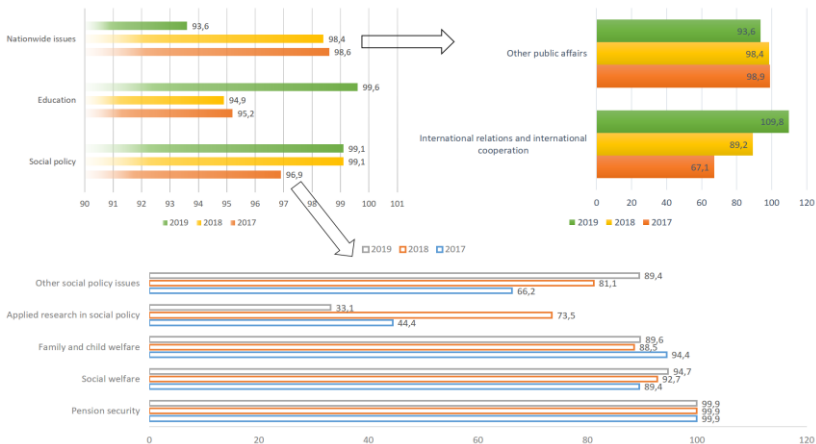 93,6
Nationwide issues
98,4
98,6
99,6
Education
94,9
95,2
99,1
Social policy
99,1
96,9
90 91 92 93 94 95 96 97 98 99 100 101
2019 2018 2017
93,6
Other public affairs
98,4
98,9
109,8
International relations and international
cooperation
89,2
67,1
0 20 40 60 80 100 120
2019 2018 2017
2019 2018 2017
89,4
Other social policy issues
81,1
66,2
33,1
Applied research in social policy
73,5
44,4
89,6
Family and child welfare
88,5
94,4
94,7
Social welfare
92,7
89,4
99,9
Pension security
99,9
99,9
0 20 40 60 80 100 120